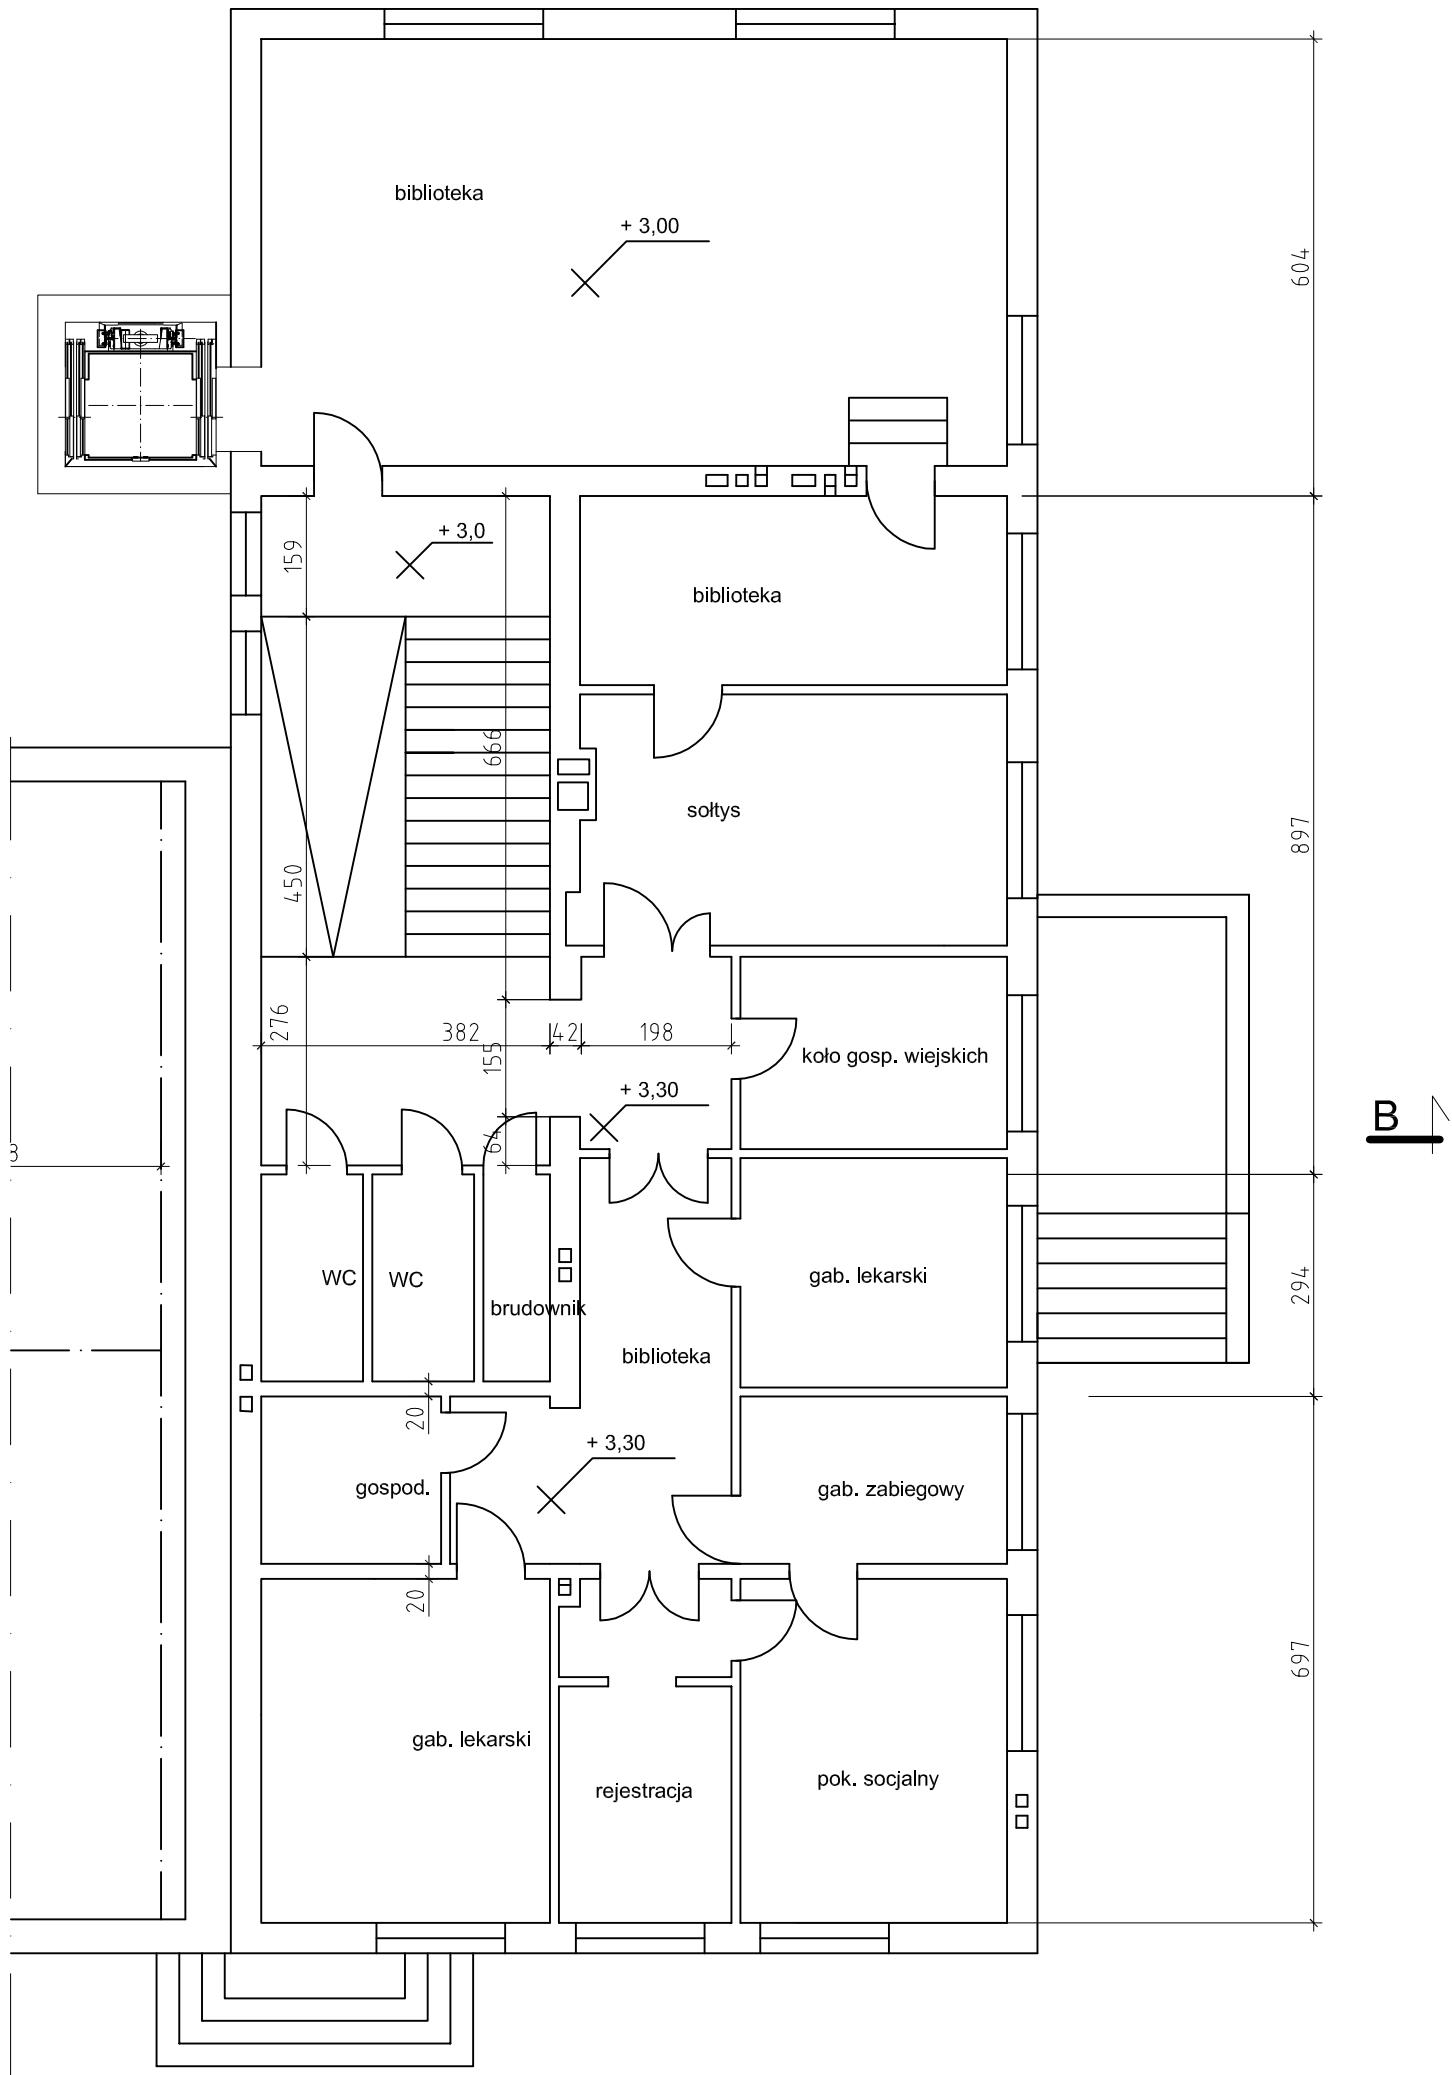 biblioteka
+ 3,00
604
+ 3,0
159
biblioteka
666
sołtys
897
450
276
382
42
198
155
koło gosp. wiejskich
+ 3,30
B
64
8
WC
WC
gab. lekarski
294
brudownik
biblioteka
20
+ 3,30
gospod.
gab. zabiegowy
20
697
gab. lekarski
pok. socjalny
rejestracja